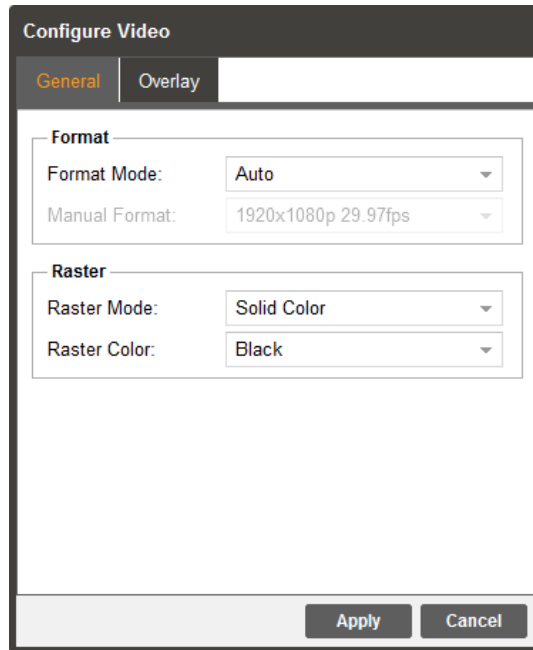 Configure Video
General Overlay
Format
Format Mode: Auto
Manual Format: 1920x1080p 29.97fps
Raster
Raster Mode: Solid Color
Raster Color: Black
Apply Cancel